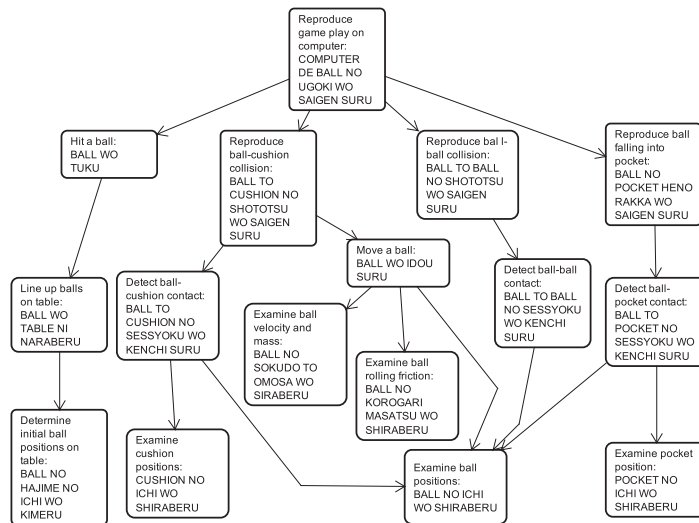 Reproduce
game play on
computer:
COMPUTER
DE BALL NO
UGOKI WO
SAIGEN SURU
Hit a ball:
BALL WO
TUKU
Reproduce
ball-cushion
collision:
BALL TO
CUSHION NO
SHOTOTSU
WO SAIGEN
SURU
Reproduce bal l-
ball collision:
BALL TO BALL
NO SHOTOTSU
WO SAIGEN
SURU
Reproduce ball
falling into
pocket:
BALL NO
POCKET HENO
RAKKA WO
SAIGEN SURU
Move a ball:
BALL WO IDOU
SURU
Line up balls
on table:
BALL WO
TABLE NI
NARABERU
Detect ball-
cushion contact:
BALL TO
CUSHION NO
SESSYOKU WO
KENCHI SURU
Detect ball-ball
contact:
BALL TO BALL
NO SESSYOKU
WO KENCHI
SURU
Detect ball-
pocket contact:
BALL TO
POCKET NO
SESSYOKU WO
KENCHI SURU
Examine ball
velocity and
mass:
BALL NO
SOKUDO TO
OMOSA WO
SIRABERU
Examine ball
rolling friction:
BALL NO
KOROGARI
MASATSU WO
SHIRABERU
Determine
initial ball
positions on
table:
BALL NO
HAJIME NO
ICHI WO
KIMERU
Examine
cushion
positions:
CUSHION NO
ICHI WO
SHIRABERU
Examine ball
positions:
BALL NO ICHI
WO SHIRABERU
Examine pocket
position:
POCKET NO
ICHI WO
SHIRABERU